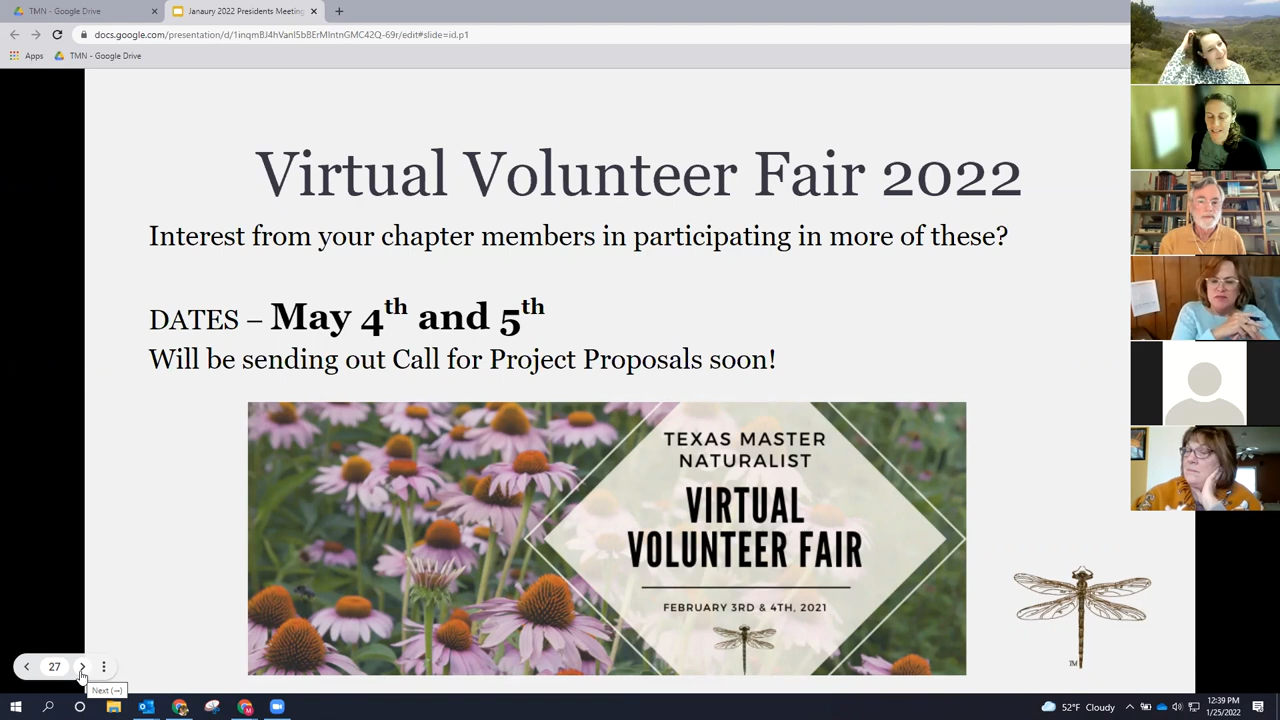 TMN - Google Drive
Janaury 2022 Presidents Meeting
docs.google.com/presentation/d/1inqmBJ4hVanI5bBErMIntnGMC42Q-69r/edit#slide=id.p1
Apps
TMN - Google Drive
Virtual Volunteer Fair 2022
Interest from your chapter members in participating in more of these?
DATES – May 4th and 5th
Will be sending out Call for Project Proposals soon!
TEXAS MASTER
NATURALIST
VIRTUAL
VOLUNTEER FAIR
FEBRUARY 3RD & 4TH, 2021
TM
27
Next (→)
52°F Cloudy
12:39 PM
1/25/2022